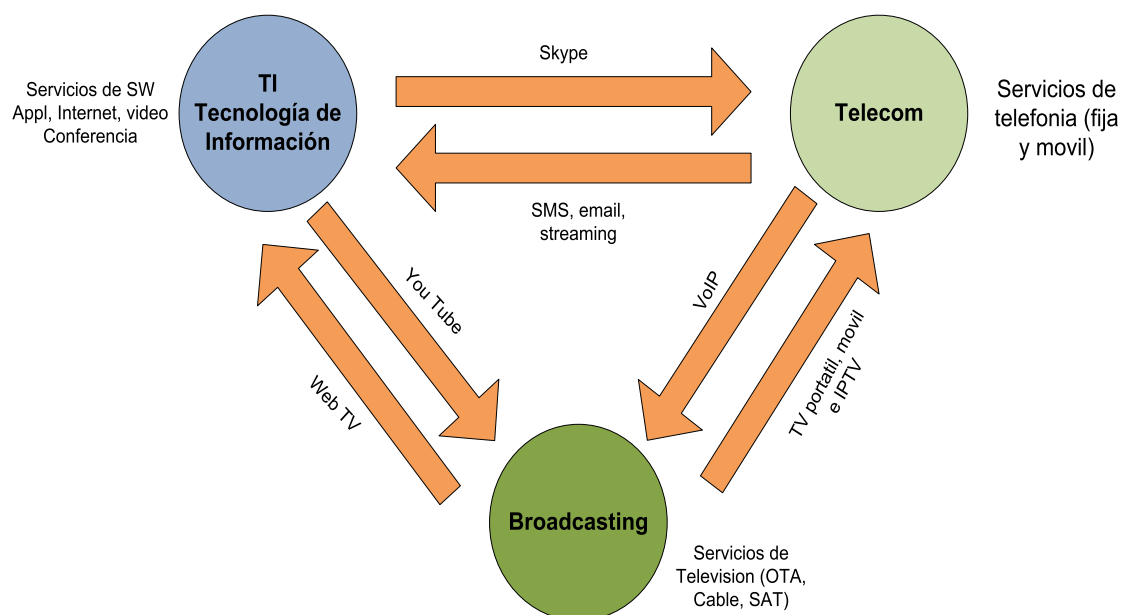 Skype
TI
Tecnología de
Información
Servicios de SW
Appl, Internet, video
Conferencia
Telecom
Servicios de
telefonia (fija
y movil)
SMS, email,
streaming
You Tube
Web TV
VoIP
TV portatil, movil
e IPTV
Broadcasting
Servicios de
Television (OTA,
Cable, SAT)